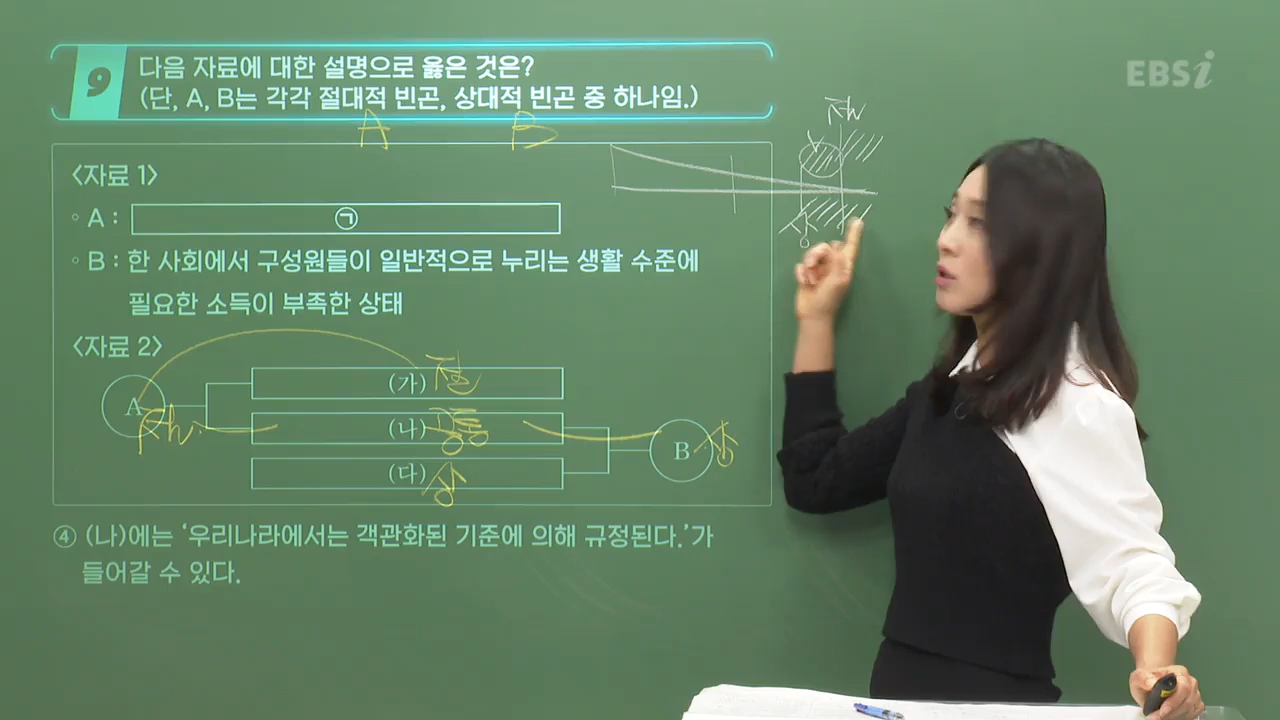 EBSi
9
다음 자료에 대한 설명으로 옳은 것은?
(단, A, B는 각각 절대적 빈곤, 상대적 빈곤 중 하나임.)
A B
<자료 1>
◦ A : ㉠
◦ B : 한 사회에서 구성원들이 일반적으로 누리는 생활 수준에
필요한 소득이 부족한 상태
<자료 2>
A
(가) 절
(나) 공통
B 상
(다) 상
④ (나)에는 ‘우리나라에서는 객관화된 기준에 의해 규정된다.’가
들어갈 수 있다.